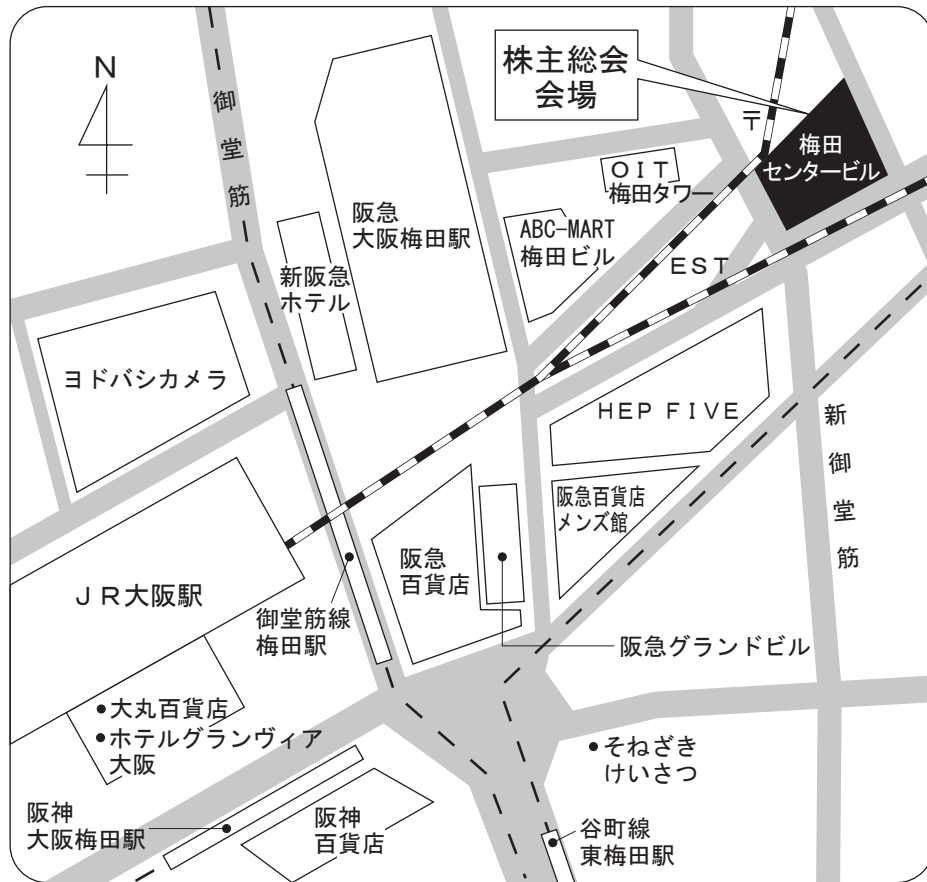 N
御堂筋
株主総会
会場
〒
梅田
センタービル
OIT
梅田タワー
阪急
大阪梅田駅
ABC-MART
梅田ビル
EST
新阪急
ホテル
ヨドバシカメラ
HEP FIVE
新御堂筋
阪急百貨店
メンズ館
阪急
百貨店
JR大阪駅
御堂筋線
梅田駅
阪急グランドビル
●大丸百貨店
●ホテルグランヴィア
大阪
●そねざき
けいさつ
阪神
大阪梅田駅
阪神
百貨店
谷町線
東梅田駅